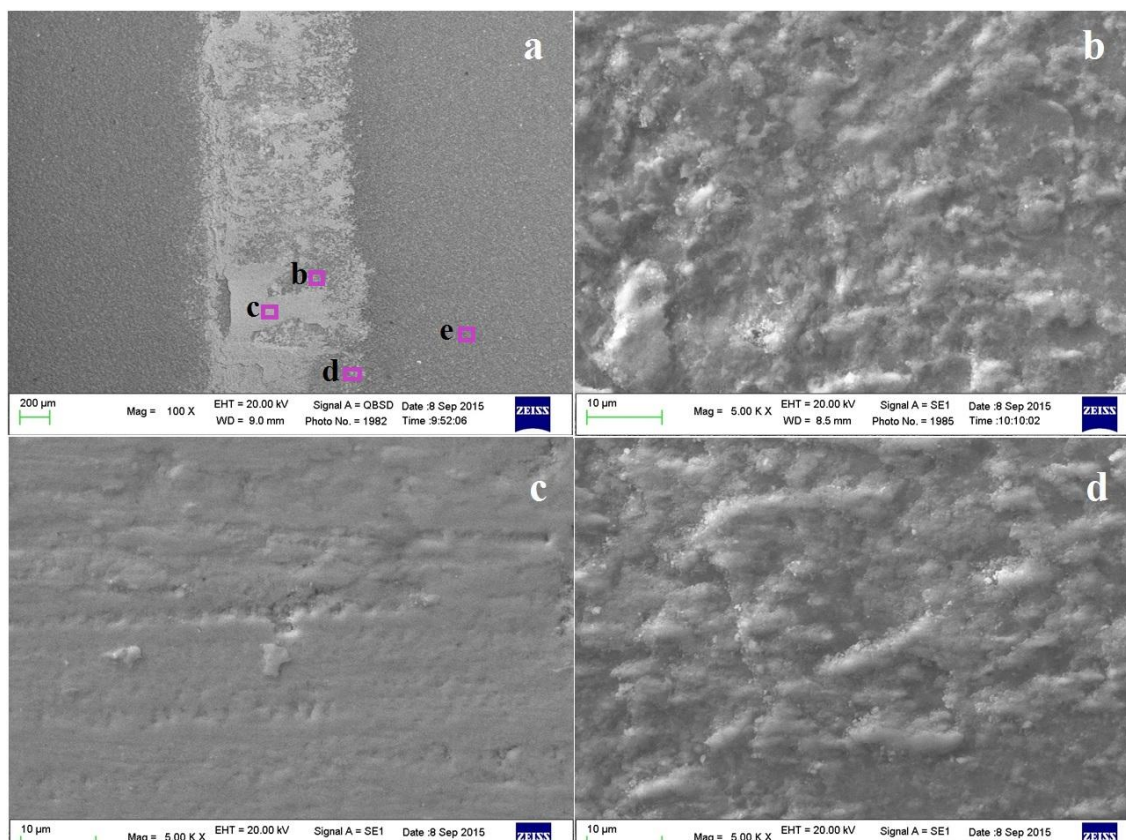 a
b
c
e
d
200 µm
Mag = 100 X
EHT = 20.00 kV
WD = 9.0 mm
Signal A = QBSD
Photo No. = 1982
Date :8 Sep 2015
Time :9:52:06
ZEISS
b
10 µm
Mag = 5.00 K X
EHT = 20.00 kV
WD = 8.5 mm
Signal A = SE1
Photo No. = 1985
Date :8 Sep 2015
Time :10:10:02
ZEISS
c
10 µm
Mag = 5.00 K X
EHT = 20.00 kV
Signal A = SE1
Date :8 Sep 2015
ZEISS
d
10 µm
Mag = 5.00 K X
EHT = 20.00 kV
Signal A = SE1
Date :8 Sep 2015
ZEISS